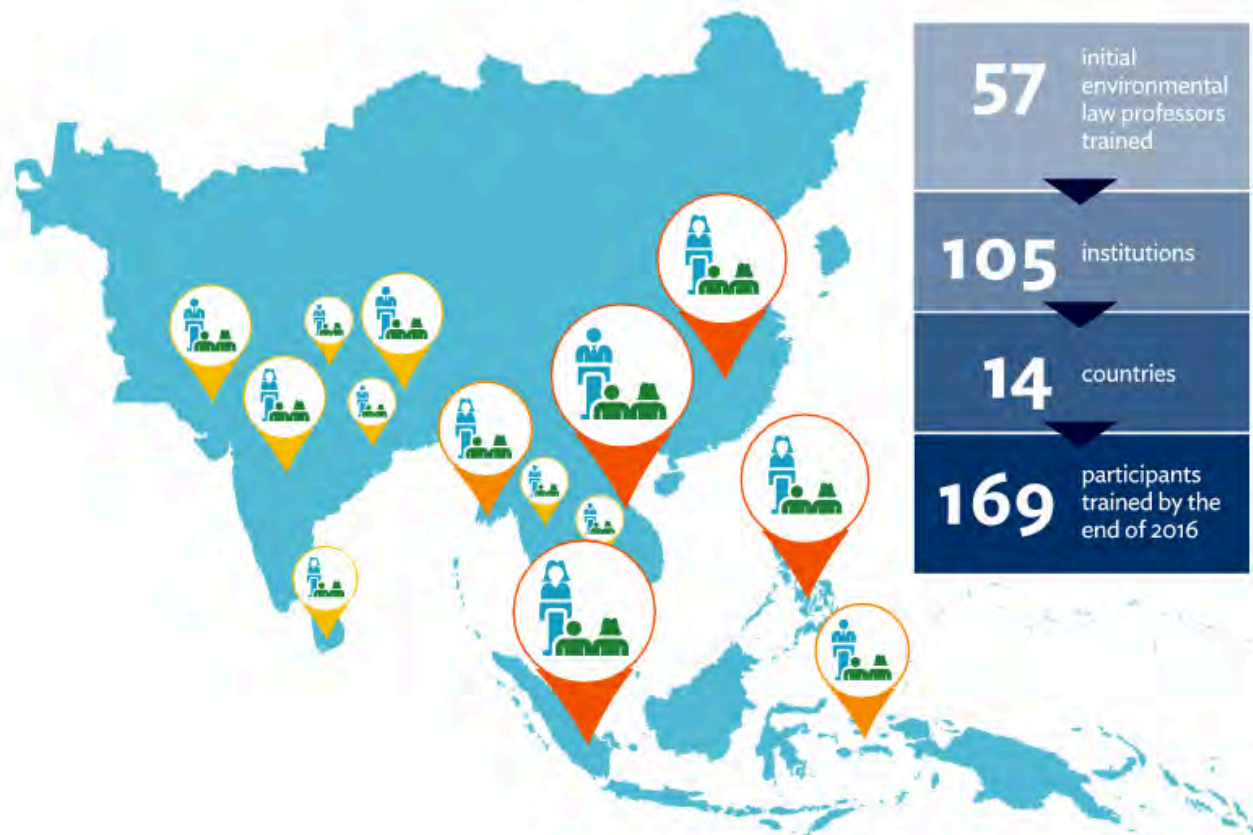 57
initial
environmental
law professors
trained
105
institutions
14
countries
169
participants
trained by the
end of 2016